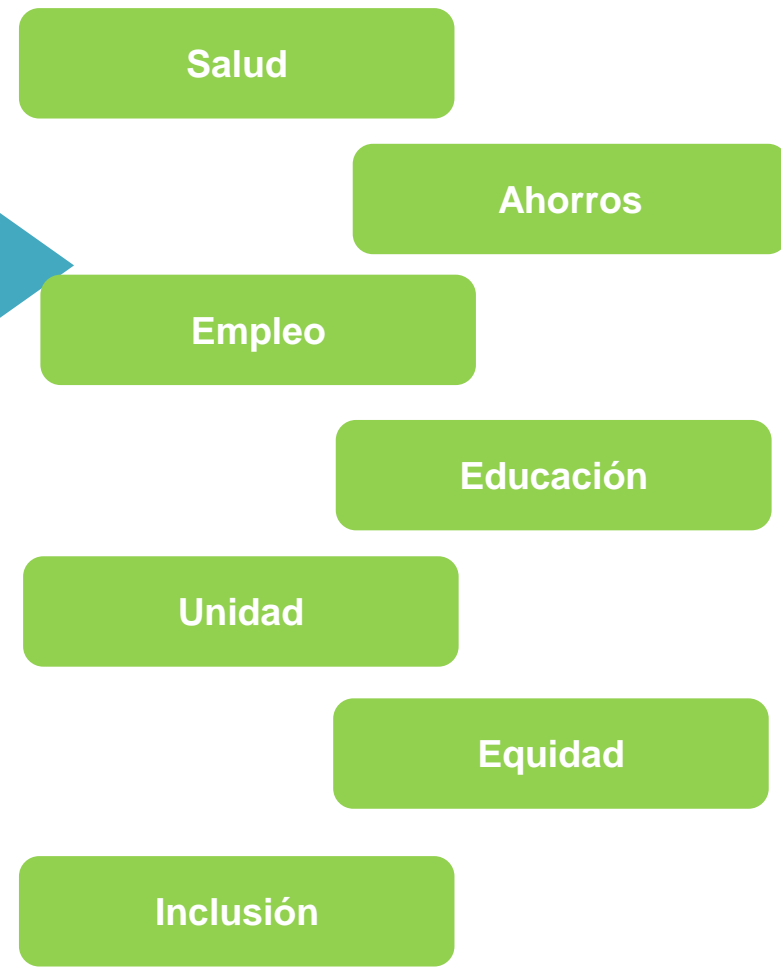 Salud
Ahorros
Empleo
Educación
Unidad
Equidad
Inclusión